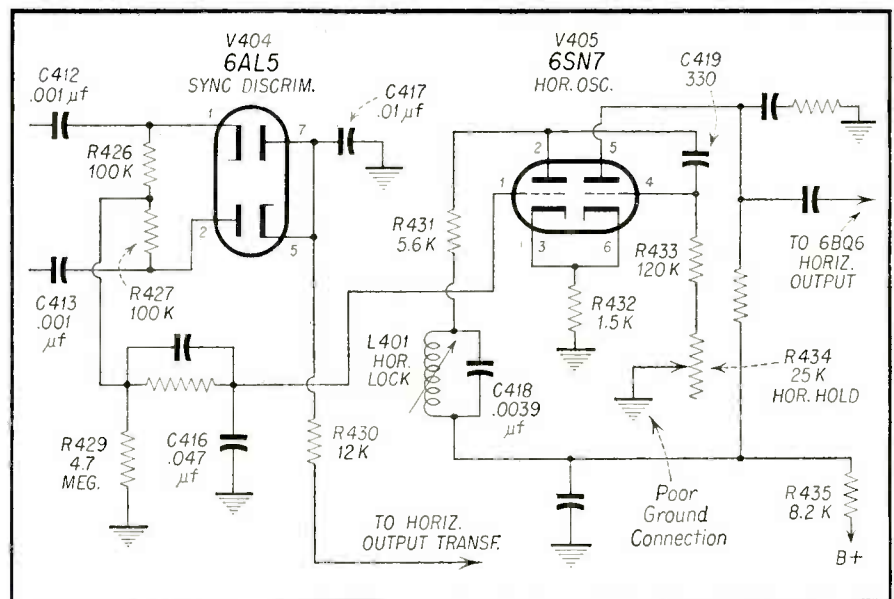 V404
6AL5
SYNC DISCRIM.
V405
6SN7
HOR. OSC.
C419
330
C412
.001 µf
C417
.01 µf
1
7
2
5
R426
100 K
2
5
1
4
3
6
R431
5.6 K
R433
120 K
TO 6BQ6
HORIZ.
OUTPUT
C413
.001
µf
R427
100 K
R432
1.5 K
L401
HOR.
LOCK
C418
.0039
µf
R434
25 K
HOR. HOLD
R429
4.7
MEG.
C416
.047
µf
R430
12 K
Poor
Ground
Connection
R435
8.2 K
TO HORIZ.
OUTPUT TRANSF.
B+